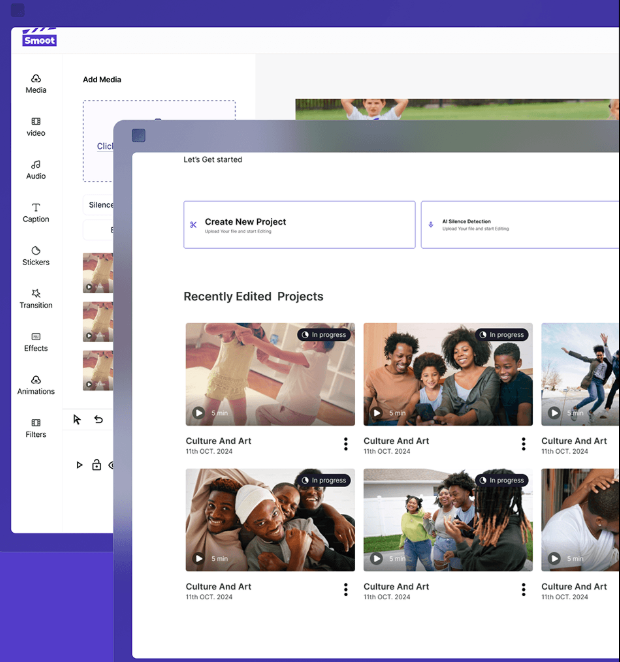 Smoot
Media
video
Audio
Caption
Stickers
Transition
Effects
Animations
Filters
Add Media
Silence
Let's Get started
Create New Project
Upload Your file and start Editing
AI Silence Detection
Upload Your file and start Editing
Recently Edited Projects
In progress
5 min
Culture And Art
11th OCT. 2024
In progress
5 min
Culture And Art
11th OCT. 2024
5 min
Culture And Art
11th OCT. 2024
In progress
5 min
Culture And Art
11th OCT. 2024
In progress
5 min
Culture And Art
11th OCT. 2024
5 min
Culture And Art
11th OCT. 2024